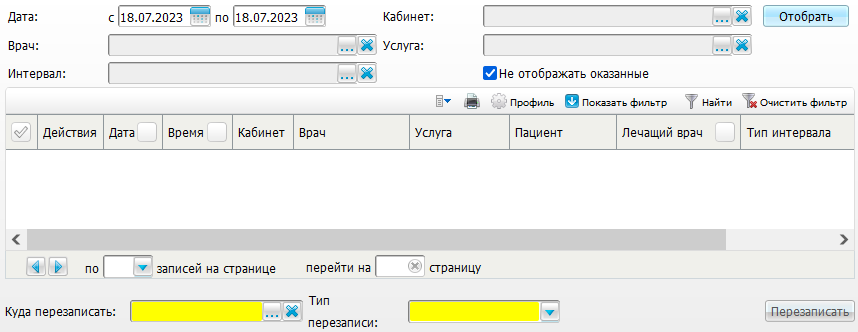 Дата: с 18.07.2023 по 18.07.2023 Кабинет: ... Отобрать
Врач: ... Услуга: ...
Интервал: ... Не отображать оказанные
Профиль Показать фильтр Найти Очистить фильтр
Действия Дата Время Кабинет Врач Услуга Пациент Лечащий врач Тип интервала
по записей на странице перейти на страницу
Куда перезаписать: ... Тип перезаписи: Перезаписать